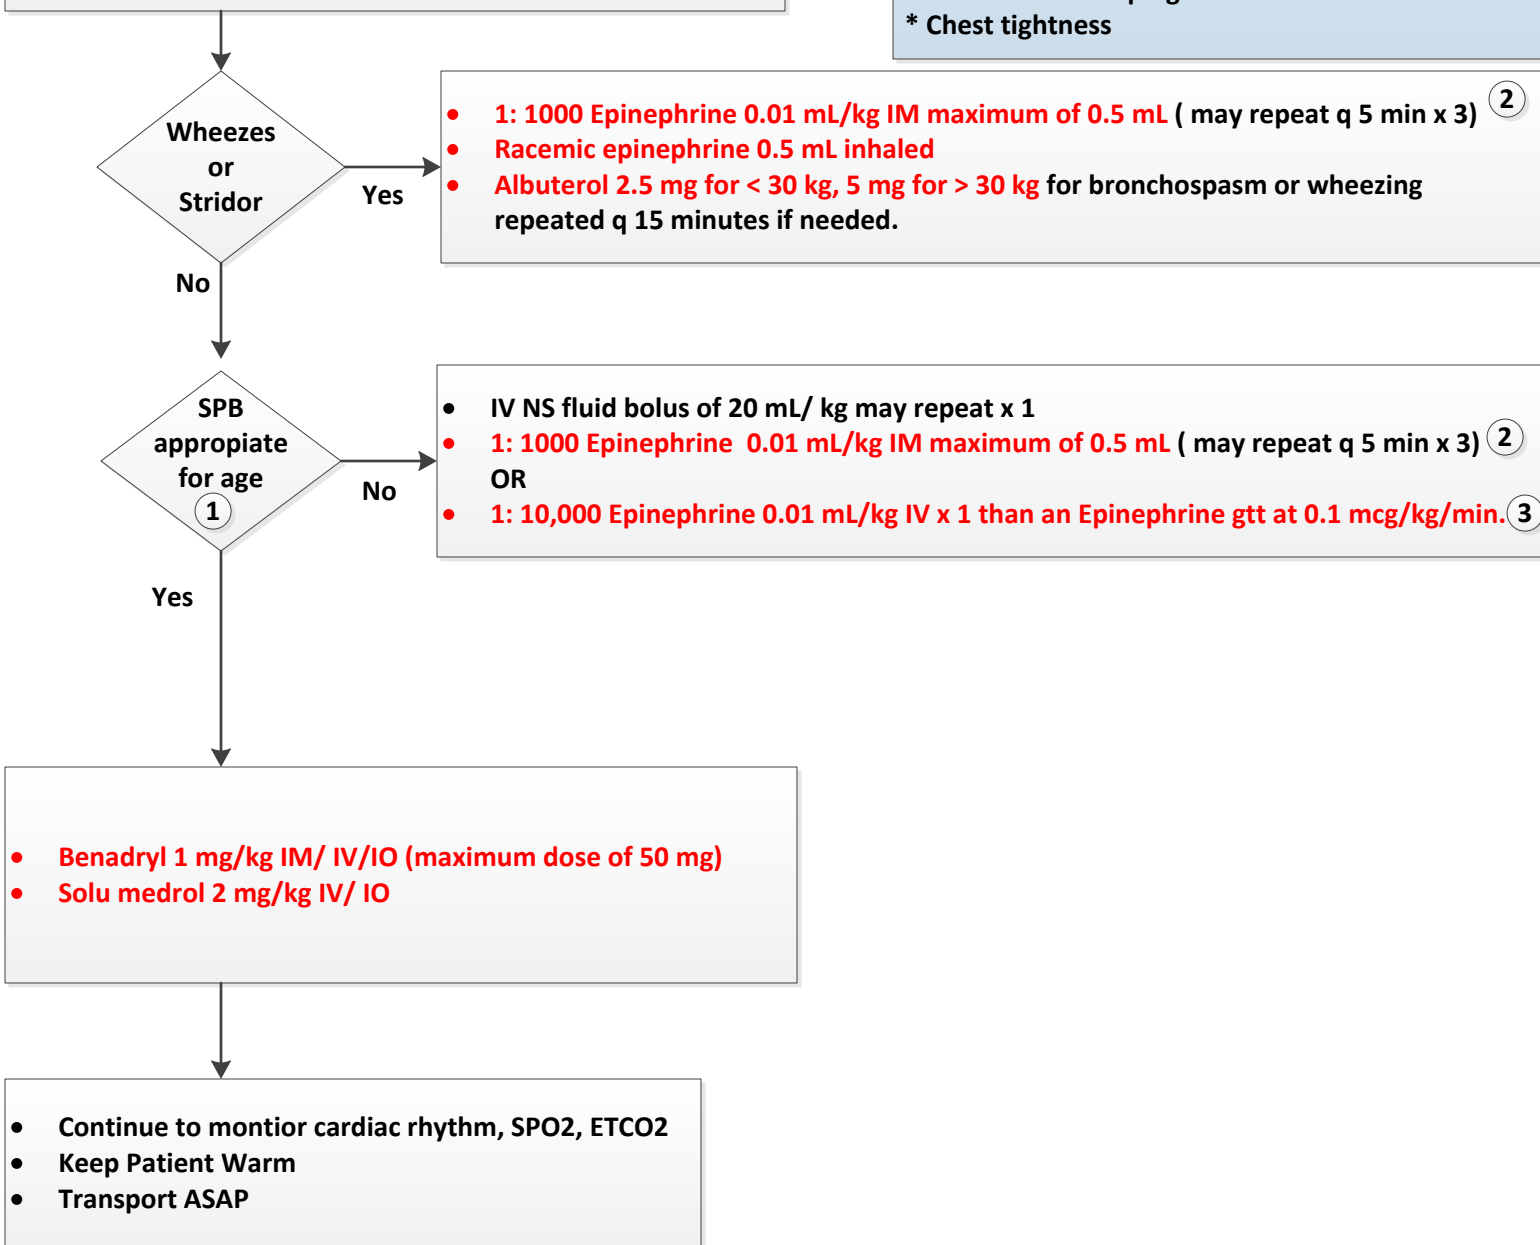 * Chest tightness
Wheezes
or
Stridor
Yes
No
• 1: 1000 Epinephrine 0.01 mL/kg IM maximum of 0.5 mL ( may repeat q 5 min x 3) 2
• Racemic epinephrine 0.5 mL inhaled
• Albuterol 2.5 mg for < 30 kg, 5 mg for > 30 kg for bronchospasm or wheezing
repeated q 15 minutes if needed.
SPB
appropiate
for age
1
No
Yes
• IV NS fluid bolus of 20 mL/ kg may repeat x 1
• 1: 1000 Epinephrine 0.01 mL/kg IM maximum of 0.5 mL ( may repeat q 5 min x 3) 2
OR
• 1: 10,000 Epinephrine 0.01 mL/kg IV x 1 than an Epinephrine gtt at 0.1 mcg/kg/min. 3
• Benadryl 1 mg/kg IM/ IV/IO (maximum dose of 50 mg)
• Solu medrol 2 mg/kg IV/ IO
• Continue to montior cardiac rhythm, SPO2, ETCO2
• Keep Patient Warm
• Transport ASAP